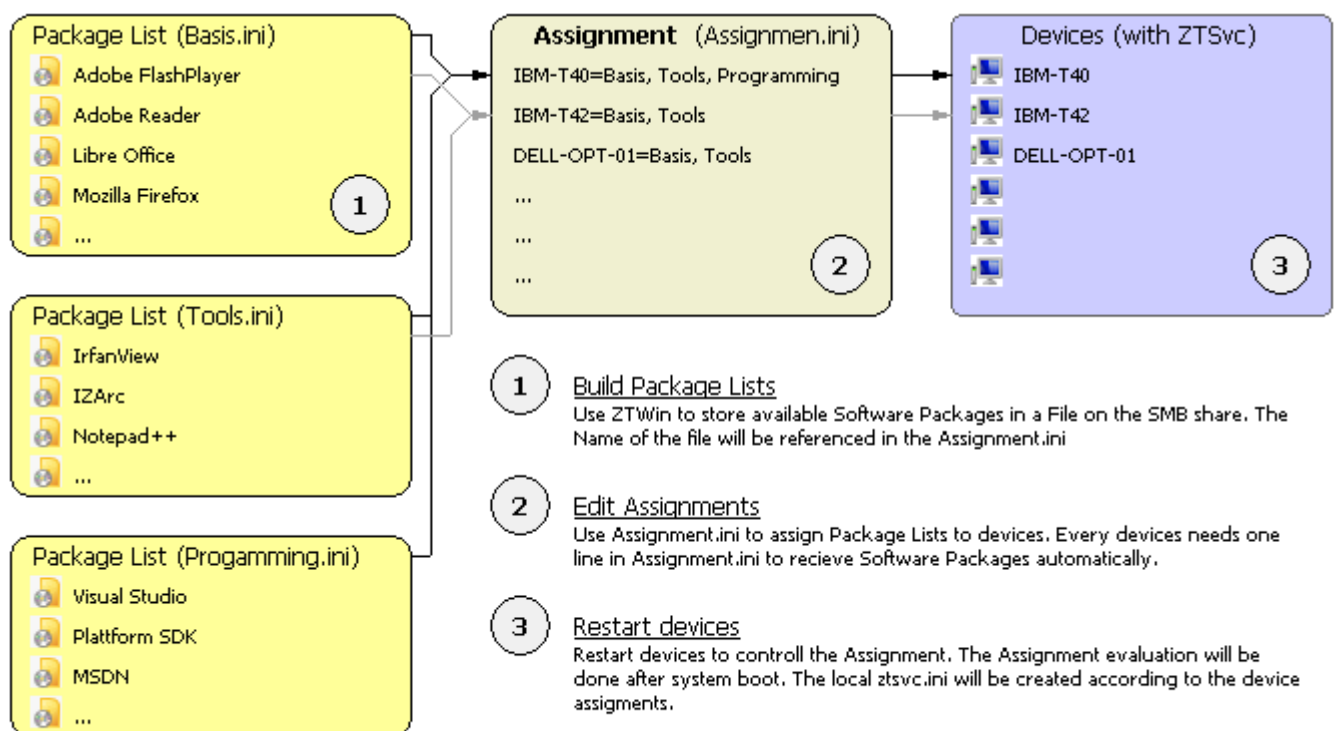 Package List (Basis.ini)
Adobe FlashPlayer
Adobe Reader
Libre Office
Mozilla Firefox
...
1
Package List (Tools.ini)
IrfanView
IZArc
Notepad++
...
Package List (Progamming.ini)
Visual Studio
Plattform SDK
MSDN
...
Assignment (Assignmen.ini)
IBM-T40=Basis, Tools, Programming
IBM-T42=Basis, Tools
DELL-OPT-01=Basis, Tools
...
...
...
2
Devices (with ZTSvc)
IBM-T40
IBM-T42
DELL-OPT-01
3
1
Build Package Lists
Use ZTWin to store available Software Packages in a File on the SMB share. The
Name of the file will be referenced in the Assignment.ini
2
Edit Assignments
Use Assignment.ini to assign Package Lists to devices. Every devices needs one
line in Assignment.ini to recieve Software Packages automatically.
3
Restart devices
Restart devices to controll the Assignment. The Assignment evaluation will be
done after system boot. The local ztsvc.ini will be created according to the device
assigments.